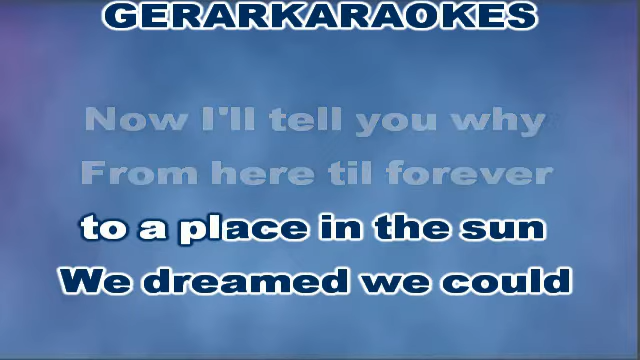 GERARKARAOKES
Now I'll tell you why
From here til forever
to a place in the sun
We dreamed we could